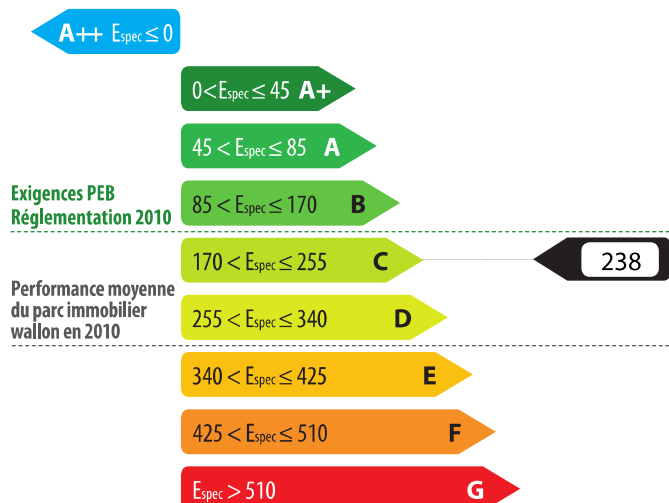 A++ Espec ≤ 0
0 < Espec ≤ 45 A+
45 < Espec ≤ 85 A
Exigences PEB
Réglementation 2010
85 < Espec ≤ 170 B
170 < Espec ≤ 255 C
238
Performance moyenne
du parc immobilier
wallon en 2010
255 < Espec ≤ 340 D
340 < Espec ≤ 425 E
425 < Espec ≤ 510 F
Espec > 510 G